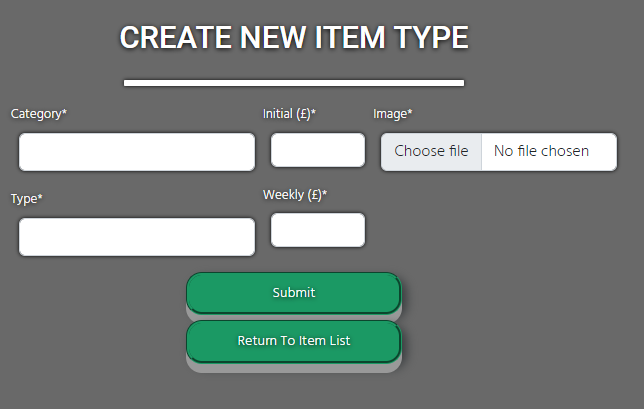 CREATE NEW ITEM TYPE
Category* Initial (£)* Image*
Choose file No file chosen
Type* Weekly (£)*
Submit
Return To Item List